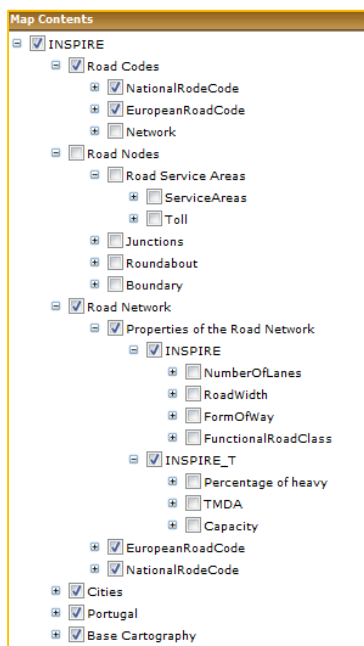 Map Contents
INSPIRE
Road Codes
NationalRodeCode
EuropeanRoadCode
Network
Road Nodes
Road Service Areas
ServiceAreas
Toll
Junctions
Roundabout
Boundary
Road Network
Properties of the Road Network
INSPIRE
NumberOfLanes
RoadWidth
FormOfWay
FunctionalRoadClass
INSPIRE_T
Percentage of heavy
TMDA
Capacity
EuropeanRoadCode
NationalRodeCode
Cities
Portugal
Base Cartography